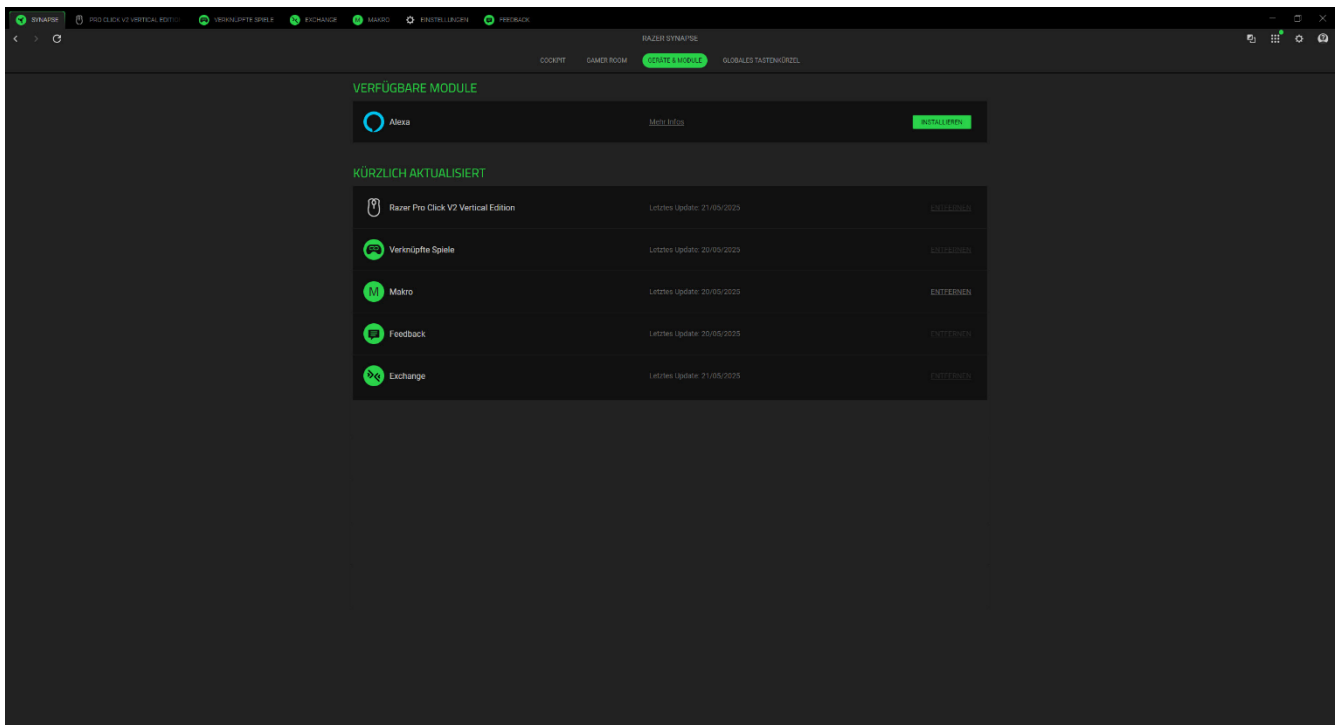 SYNAPSE PRO CLICK V2 VERTICAL EDITIO VERKNÜPFTE SPIELE EXCHANGE MAKRO EINSTELLUNGEN FEEDBACK
RAZER SYNAPSE
COCKPIT GAMER ROOM GERÄTE & MODULE GLOBALES TASTENKÜRZEL
VERFÜGBARE MODULE
Alexa Mehr Infos INSTALLIEREN
KÜRZLICH AKTUALISIERT
Razer Pro Click V2 Vertical Edition Letztes Update: 21/05/2025 ENTFERNEN
Verknüpfte Spiele Letztes Update: 20/05/2025 ENTFERNEN
M Makro Letztes Update: 20/05/2025 ENTFERNEN
Feedback Letztes Update: 20/05/2025 ENTFERNEN
Exchange Letztes Update: 21/05/2025 ENTFERNEN